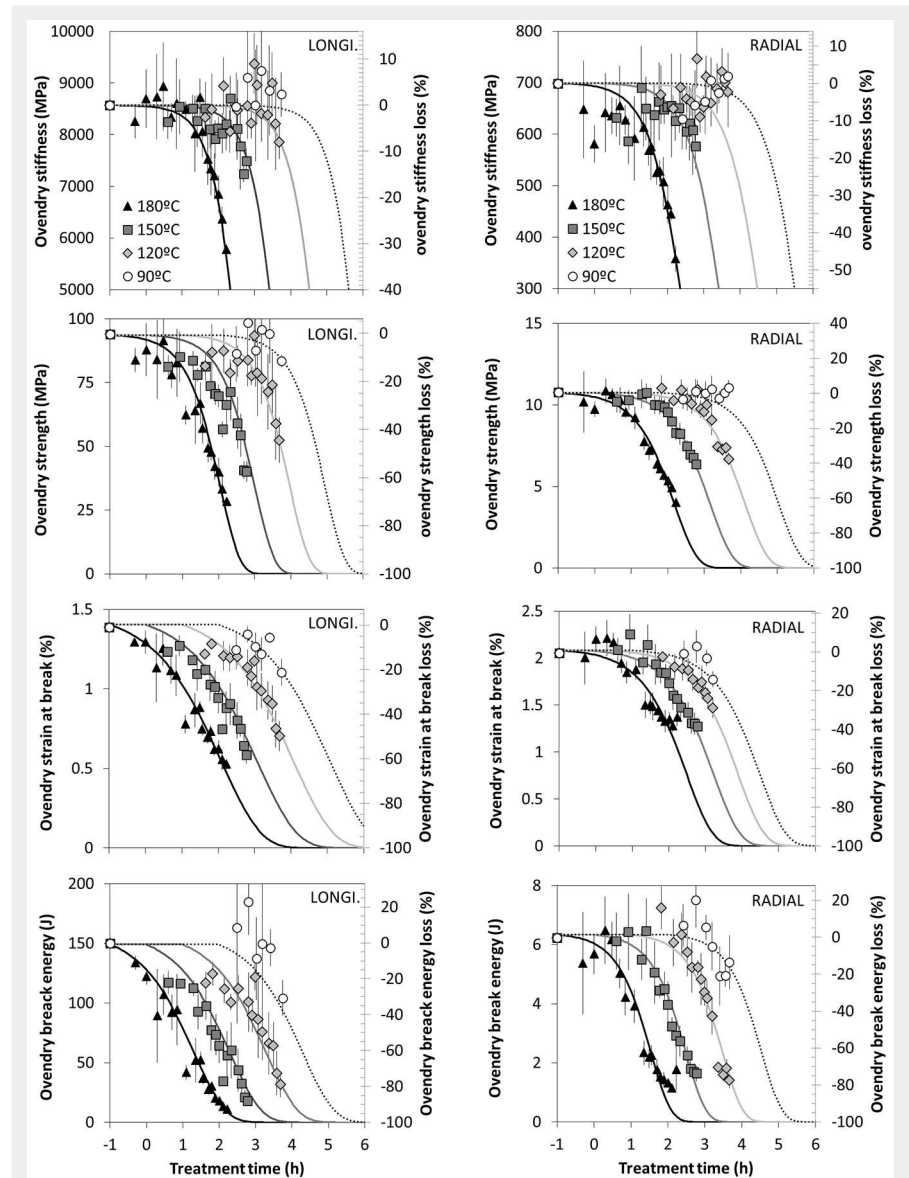 LONGI.
Ovendry stiffness (MPa)
10000
9000
8000
7000
6000
5000
180ºC
150ºC
120ºC
90ºC
10
0
-10
-20
-30
-40
ovendry stiffness loss (%)
RADIAL
Ovendry stiffness (MPa)
800
700
600
500
400
300
180ºC
150ºC
120ºC
90ºC
10
0
-10
-20
-30
-40
-50
ovendry stiffness loss (%)
LONGI.
Ovendry strength (MPa)
100
75
50
25
0
0
-20
-40
-60
-80
-100
ovendry strength loss (%)
RADIAL
Ovendry strength (MPa)
15
10
5
0
40
20
0
-20
-40
-60
-80
-100
ovendry strength loss (%)
LONGI.
Ovendry strain at break (%)
1.5
1
0.5
0
0
-20
-40
-60
-80
-100
Ovendry strain at break loss (%)
RADIAL
Ovendry strain at break (%)
2.5
2
1.5
1
0.5
0
20
0
-20
-40
-60
-80
-100
Ovendry strain at break loss (%)
LONGI.
Ovendry breack energy (J)
200
150
100
50
0
20
0
-20
-40
-60
-80
-100
Ovendry breack energy loss (%)
-1 0 1 2 3 4 5 6
Treatment time (h)
RADIAL
Ovendry break energy (J)
8
6
4
2
0
20
0
-20
-40
-60
-80
-100
Ovendry break energy loss (%)
-1 0 1 2 3 4 5 6
Treatment time (h)